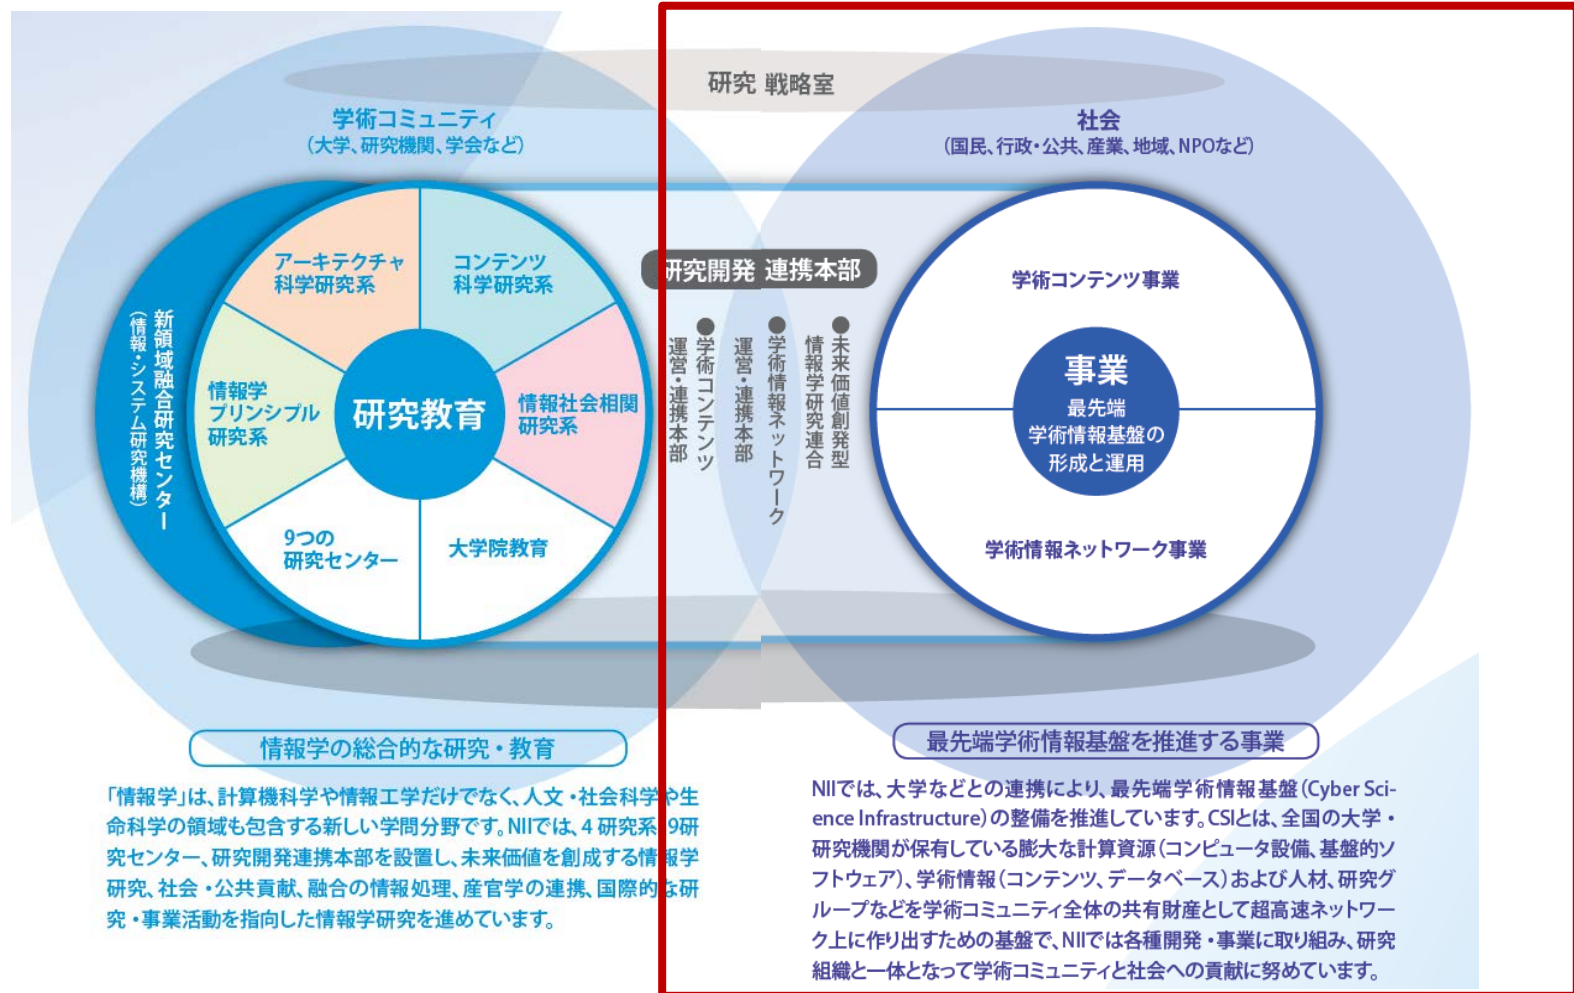 研究 戦略室
学術コミュニティ
（大学、研究機関、学会など）
社会
（国民、行政・公共、産業、地域、NPOなど）
新領域融合研究センター
（情報・システム研究機構）
アーキテクチャ
科学研究系
コンテンツ
科学研究系
情報学
プリンシプル
研究系
研究教育
情報社会相関
研究系
9つの
研究センター
大学院教育
研究開発 連携本部
●学術コンテンツ
運営・連携本部
●学術情報ネットワーク
運営・連携本部
●未来価値創発型
情報学研究連合
学術コンテンツ事業
事業
最先端
学術情報基盤の
形成と運用
学術情報ネットワーク事業
情報学の総合的な研究・教育
「情報学」は、計算機科学や情報工学だけでなく、人文・社会科学や生
命科学の領域も包含する新しい学問分野です。NIIでは、4 研究系、9研
究センター、研究開発連携本部を設置し、未来価値を創成する情報学
研究、社会・公共貢献、融合の情報処理、産官学の連携、国際的な研
究・事業活動を指向した情報学研究を進めています。
最先端学術情報基盤を推進する事業
NIIでは、大学などとの連携により、最先端学術情報基盤（Cyber Sci-
ence Infrastructure）の整備を推進しています。CSIとは、全国の大学・
研究機関が保有している膨大な計算資源（コンピュータ設備、基盤的ソ
フトウェア）、学術情報（コンテンツ、データベース）および人材、研究グ
ループなどを学術コミュニティ全体の共有財産として超高速ネットワー
ク上に作り出すための基盤で、NIIでは各種開発・事業に取り組み、研究
組織と一体となって学術コミュニティと社会への貢献に努めています。